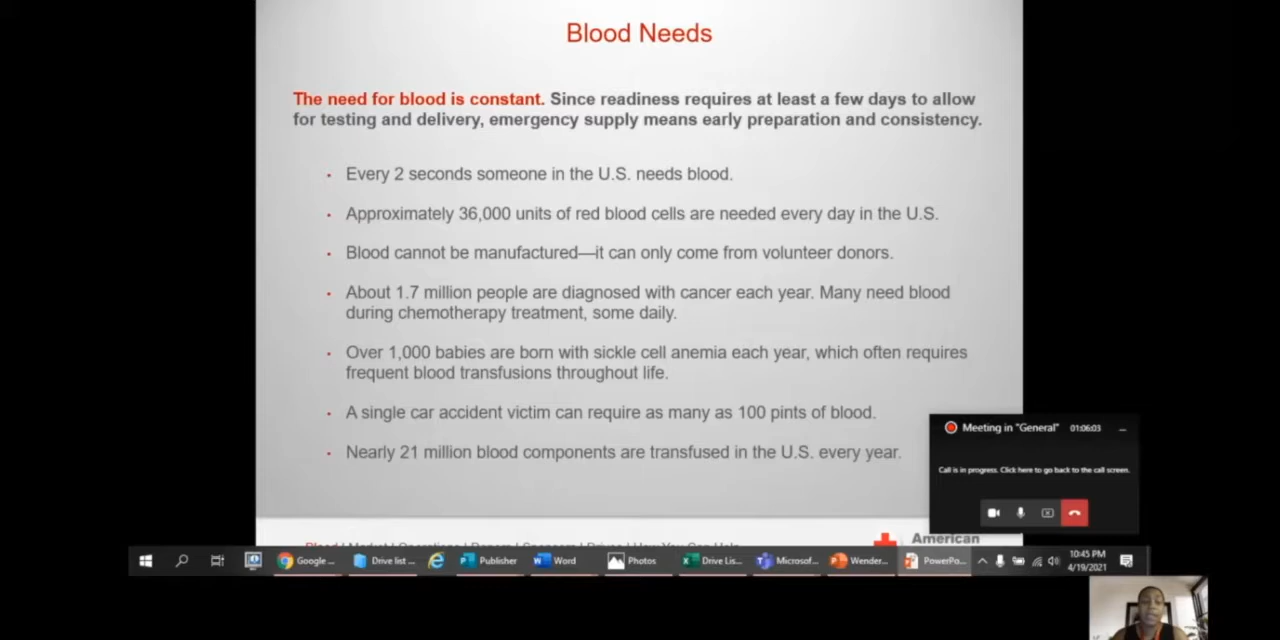 Blood Needs
The need for blood is constant. Since readiness requires at least a few days to allow
for testing and delivery, emergency supply means early preparation and consistency.
• Every 2 seconds someone in the U.S. needs blood.
• Approximately 36,000 units of red blood cells are needed every day in the U.S.
• Blood cannot be manufactured—it can only come from volunteer donors.
• About 1.7 million people are diagnosed with cancer each year. Many need blood
during chemotherapy treatment, some daily.
• Over 1,000 babies are born with sickle cell anemia each year, which often requires
frequent blood transfusions throughout life.
• A single car accident victim can require as many as 100 pints of blood.
• Nearly 21 million blood components are transfused in the U.S. every year.
Meeting in "General" 01:06:03
Call is in progress. Click here to go back to the call screen.
American
Google ... Drive list ... Publisher Word Photos Drive Lis... Microsof... Wender... PowerPo...
10:45 PM
4/19/2021